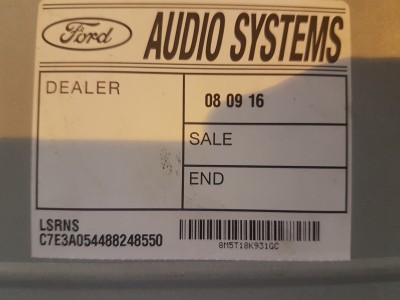 Ford AUDIO SYSTEMS
DEALER
08 09 16
SALE
END
LSRNS
C7E3A054488248550
8M5T18K931GC